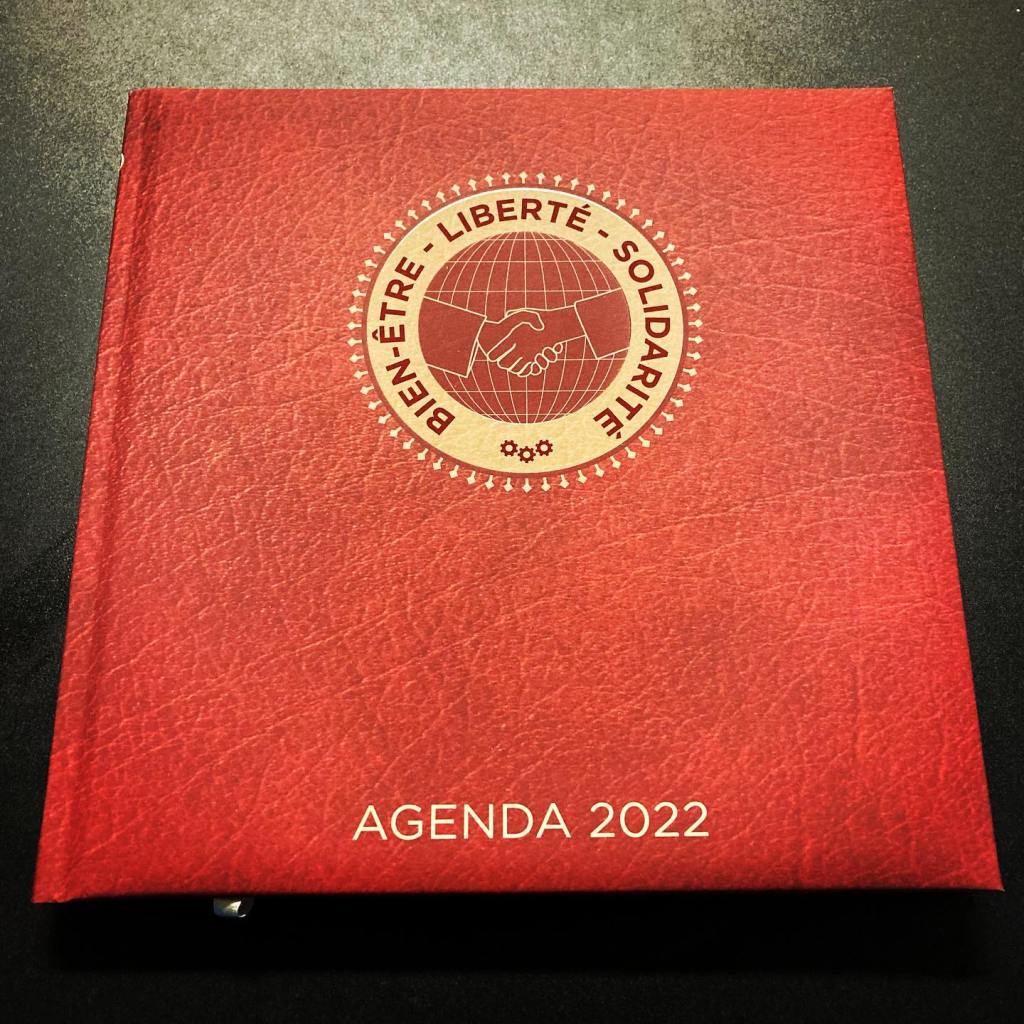 BIEN-ÊTRE - LIBERTÉ - SOLIDARITÉ
AGENDA 2022